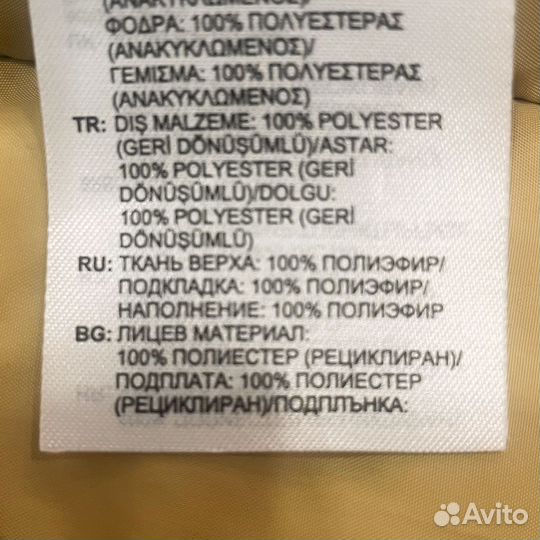 (ΑΝΑΚΥΚΛΩΜΕΝΟΣ)/
ΦΟΔΡΑ: 100% ΠΟΛΥΕΣΤΕΡΑΣ
(ΑΝΑΚΥΚΛΩΜΕΝΟΣ)/
ΓΕΜΙΣΜΑ: 100% ΠΟΛΥΕΣΤΕΡΑΣ
(ΑΝΑΚΥΚΛΩΜΕΝΟΣ)
TR: DIŞ MALZEME: 100% POLYESTER
(GERİ DÖNÜŞÜMLÜ)/ASTAR:
100% POLYESTER (GERİ
DÖNÜŞÜMLÜ)/DOLGU:
100% POLYESTER (GERİ
DÖNÜŞÜMLÜ)
RU: ТКАНЬ ВЕРХА: 100% ПОЛИЭФИР/
ПОДКЛАДКА: 100% ПОЛИЭФИР/
НАПОЛНЕНИЕ: 100% ПОЛИЭФИР
BG: ЛИЦЕВ МАТЕРИАЛ:
100% ПОЛИЕСТЕР (РЕЦИКЛИРАН)/
ПОДПЛАТА: 100% ПОЛИЕСТЕР
(РЕЦИКЛИРАН)/ПОДПЛЪНКА:
Avito